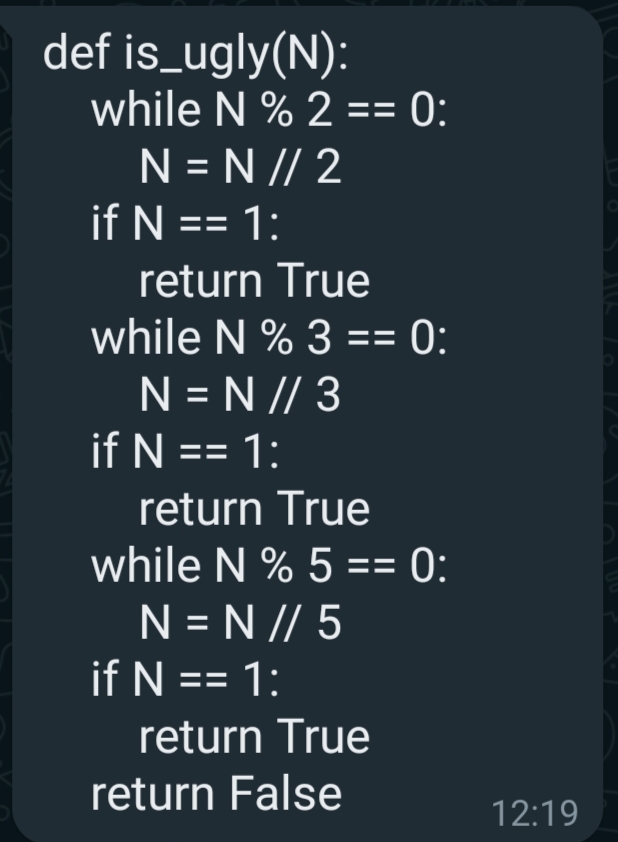 def is_ugly(N):
    while N % 2 == 0:
        N = N // 2
    if N == 1:
        return True
    while N % 3 == 0:
        N = N // 3
    if N == 1:
        return True
    while N % 5 == 0:
        N = N // 5
    if N == 1:
        return True
    return False
12:19